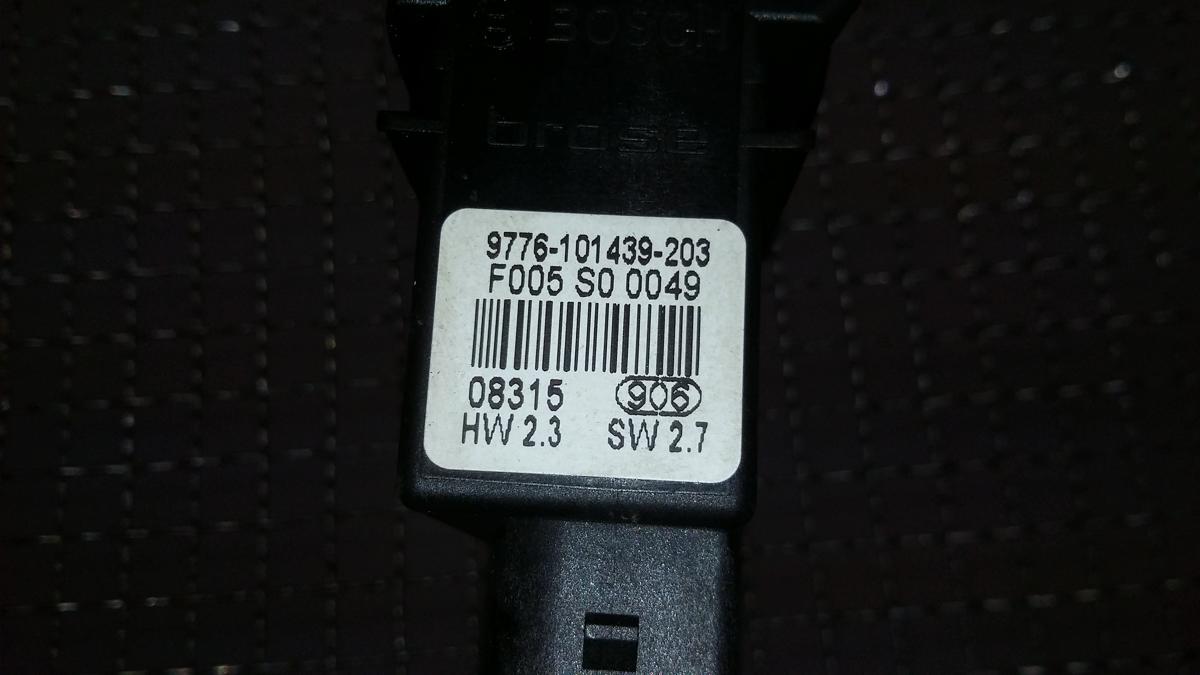 BOSCH
brose
9776-101439-203
F005 S0 0049
08315 906
HW 2.3 SW 2.7